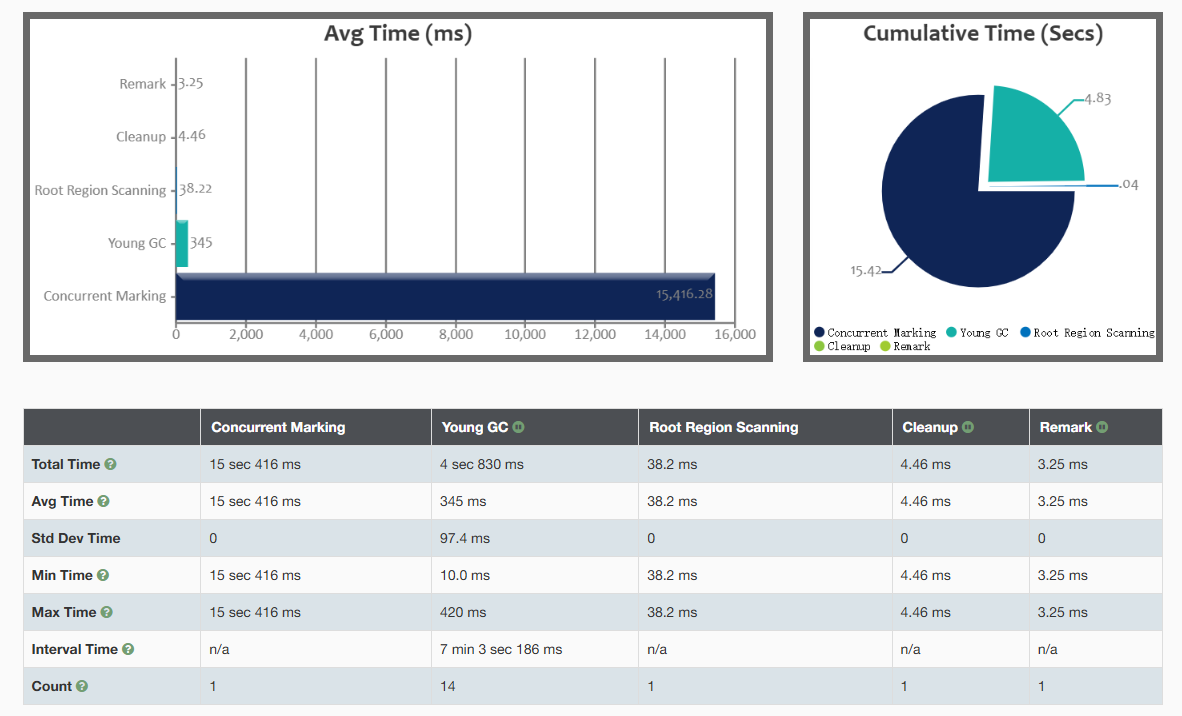 Avg Time (ms)
Remark 3.25
Cleanup 4.46
Root Region Scanning 38.22
Young GC 345
Concurrent Marking 15,416.28
0 2,000 4,000 6,000 8,000 10,000 12,000 14,000 16,000
Cumulative Time (Secs)
4.83
.04
15.42
Concurrent Marking Young GC Root Region Scanning
Cleanup Remark
Concurrent Marking Young GC Root Region Scanning Cleanup Remark
Total Time ? 15 sec 416 ms 4 sec 830 ms 38.2 ms 4.46 ms 3.25 ms
Avg Time ? 15 sec 416 ms 345 ms 38.2 ms 4.46 ms 3.25 ms
Std Dev Time 0 97.4 ms 0 0 0
Min Time ? 15 sec 416 ms 10.0 ms 38.2 ms 4.46 ms 3.25 ms
Max Time ? 15 sec 416 ms 420 ms 38.2 ms 4.46 ms 3.25 ms
Interval Time ? n/a 7 min 3 sec 186 ms n/a n/a n/a
Count ? 1 14 1 1 1